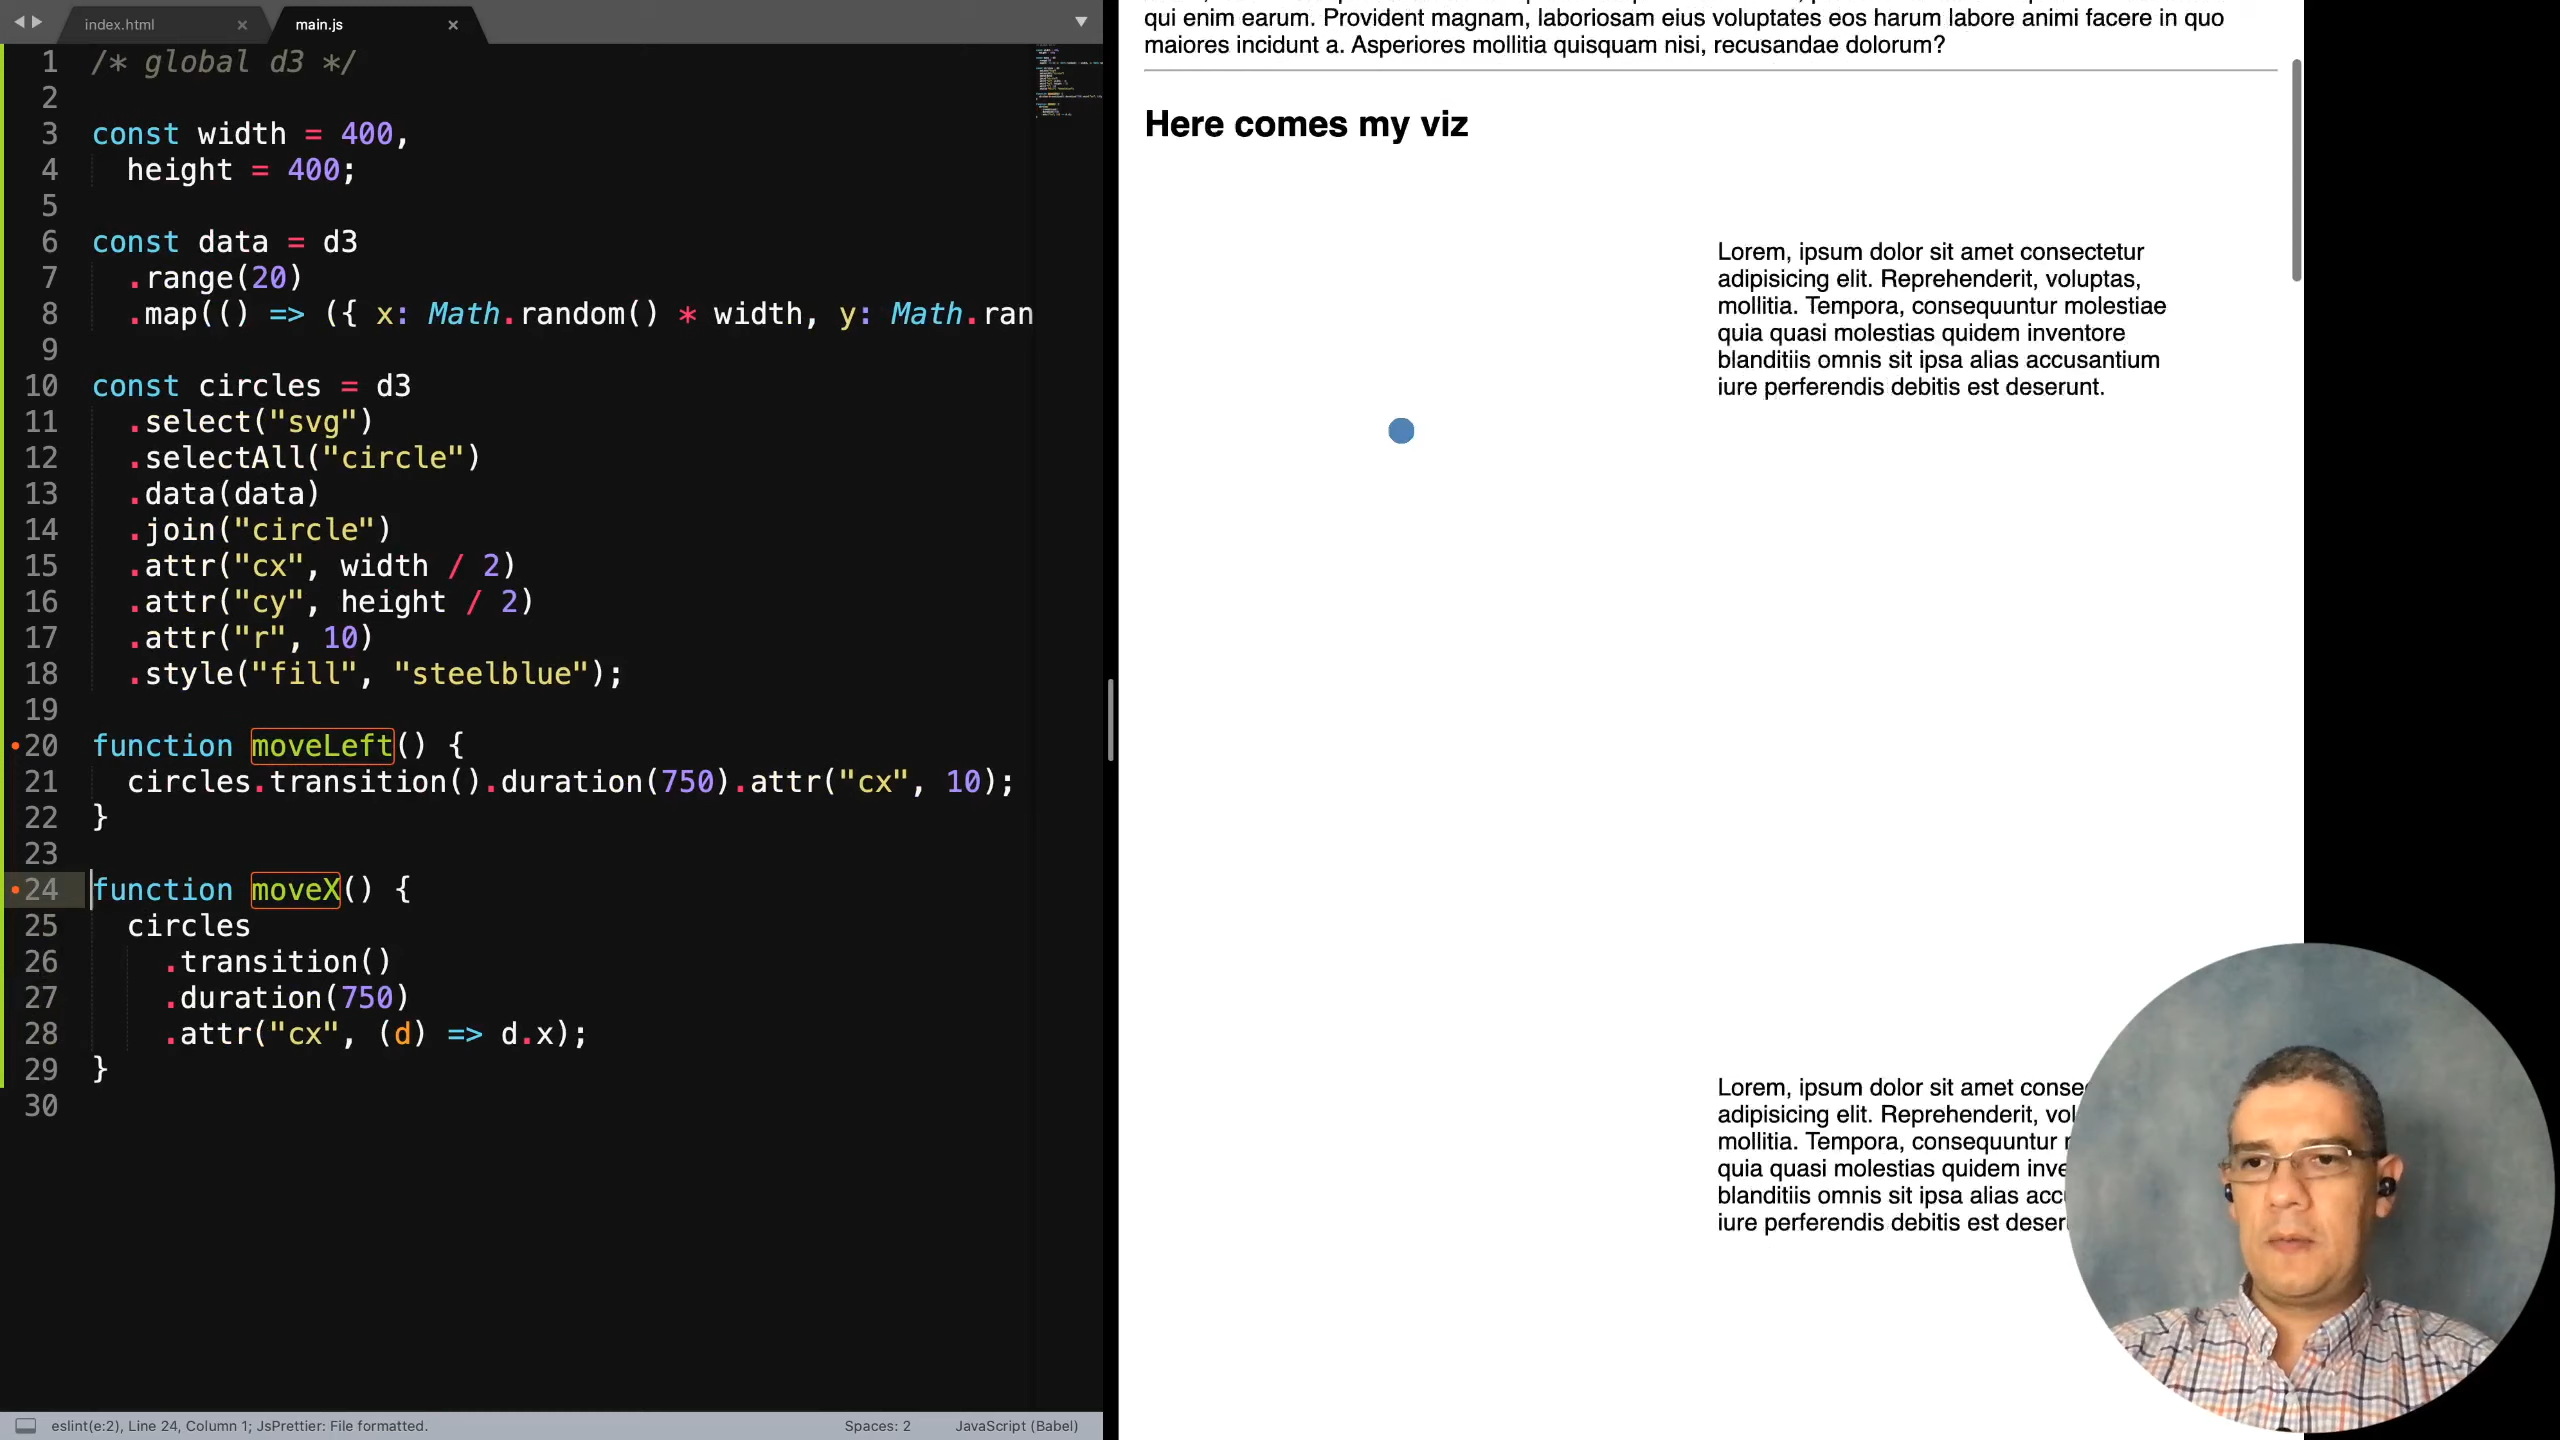 index.html
main.js
1 /* global d3 */
2
3 const width = 400,
4 height = 400;
5
6 const data = d3
7 .range(20)
8 .map(() => ({ x: Math.random() * width, y: Math.ran
9
10 const circles = d3
11 .select("svg")
12 .selectAll("circle")
13 .data(data)
14 .join("circle")
15 .attr("cx", width / 2)
16 .attr("cy", height / 2)
17 .attr("r", 10)
18 .style("fill", "steelblue");
19
20 function moveLeft() {
21 circles.transition().duration(750).attr("cx", 10);
22 }
23
24 function moveX() {
25 circles
26 .transition()
27 .duration(750)
28 .attr("cx", (d) => d.x);
29 }
30
eslint(e:2), Line 24, Column 1; JsPrettier: File formatted.
Spaces: 2
JavaScript (Babel)
qui enim earum. Provident magnam, laboriosam eius voluptates eos harum labore animi facere in quo
maiores incidunt a. Asperiores mollitia quisquam nisi, recusandae dolorum?
Here comes my viz
Lorem, ipsum dolor sit amet consectetur
adipisicing elit. Reprehenderit, voluptas,
mollitia. Tempora, consequuntur molestiae
quia quasi molestias quidem inventore
blanditiis omnis sit ipsa alias accusantium
iure perferendis debitis est deserunt.
Lorem, ipsum dolor sit amet conse
adipisicing elit. Reprehenderit, vol
mollitia. Tempora, consequuntur
quia quasi molestias quidem inve
blanditiis omnis sit ipsa alias acc
iure perferendis debitis est deser